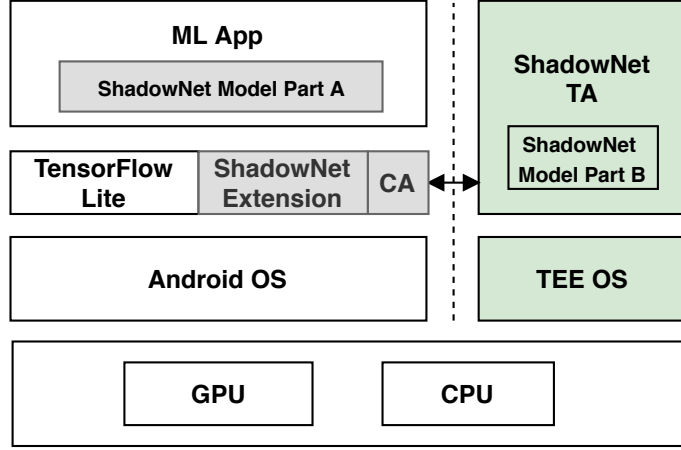 ML App
ShadowNet Model Part A
TensorFlow
Lite
ShadowNet
Extension
CA
Android OS
ShadowNet
TA
ShadowNet
Model Part B
TEE OS
GPU
CPU